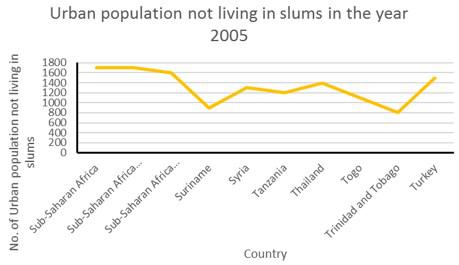 Urban population not living in slums in the year
2005
No. of Urban population not living in
slums
1800
1600
1400
1200
1000
800
600
400
200
0
Sub-Saharan Africa
Sub-Saharan Africa...
Sub-Saharan Africa...
Suriname
Syria
Tanzania
Thailand
Togo
Trinidad and Tobago
Turkey
Country